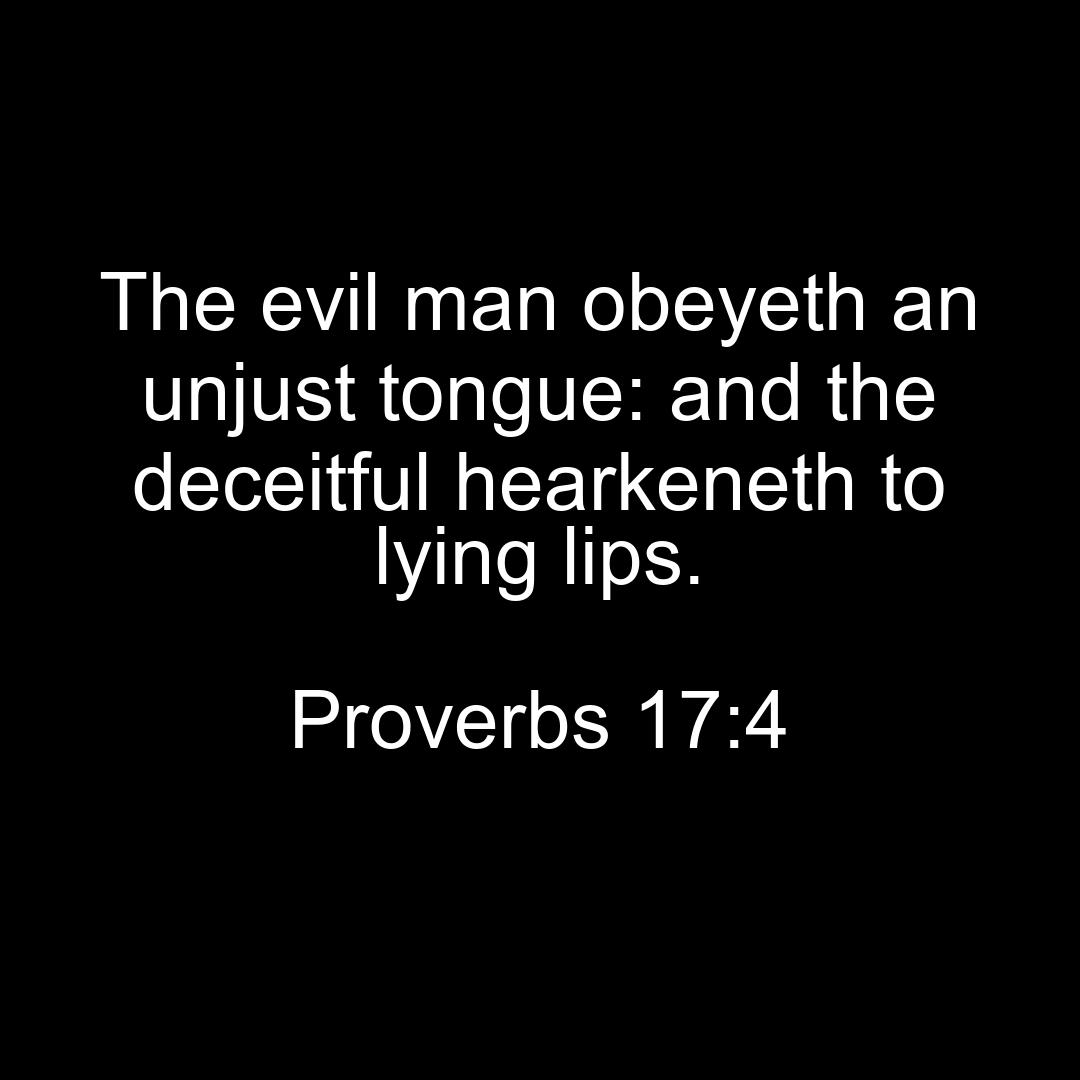 The evil man obeyeth an
unjust tongue: and the
deceitful hearkeneth to
lying lips.
Proverbs 17:4